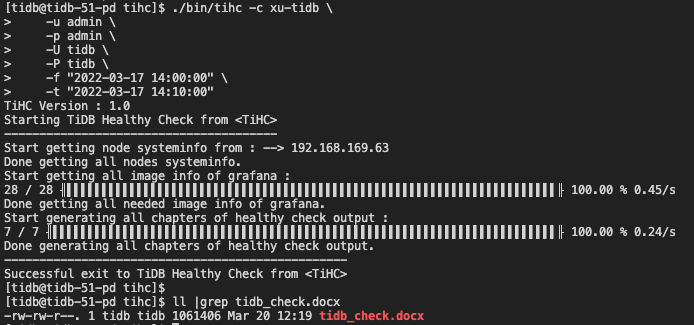 [tidb@tidb-51-pd tihc]$ ./bin/tihc -c xu-tidb \
> -u admin \
> -p admin \
> -U tidb \
> -P tidb \
> -f "2022-03-17 14:00:00" \
> -t "2022-03-17 14:10:00"
TiHC Version : 1.0
Starting TiDB Healthy Check from <TiHC>
----------------------------------------
Start getting node systeminfo from : --> 192.168.169.63
Done getting all nodes systeminfo.
Start getting all image info of grafana :
28 / 28 100.00 % 0.45/s
Done getting all needed image info of grafana.
Start generating all chapters of healthy check output :
7 / 7 100.00 % 0.24/s
Done generating all chapters of healthy check output.
--------------------------------------------------
Successful exit to TiDB Healthy Check from <TiHC>
[tidb@tidb-51-pd tihc]$
[tidb@tidb-51-pd tihc]$ ll |grep tidb_check.docx
-rw-rw-r--. 1 tidb tidb 1061406 Mar 20 12:19 tidb_check.docx